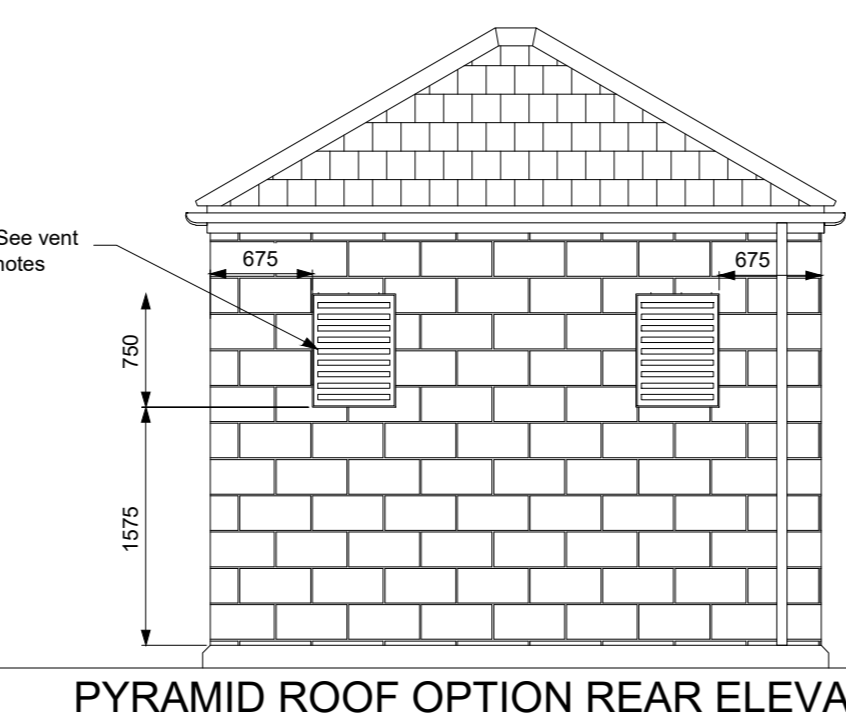 See vent
notes
675
675
750
1575
PYRAMID ROOF OPTION REAR ELEVA